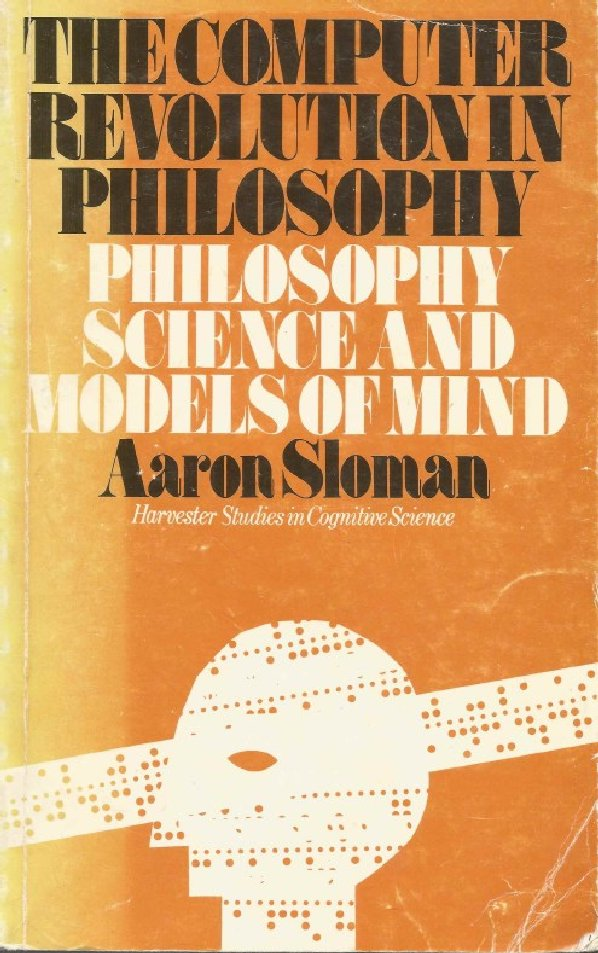 THE COMPUTER
REVOLUTION IN
PHILOSOPHY
PHILOSOPHY
SCIENCE AND
MODELS OF MIND
Aaron Sloman
Harvester Studies in Cognitive Science